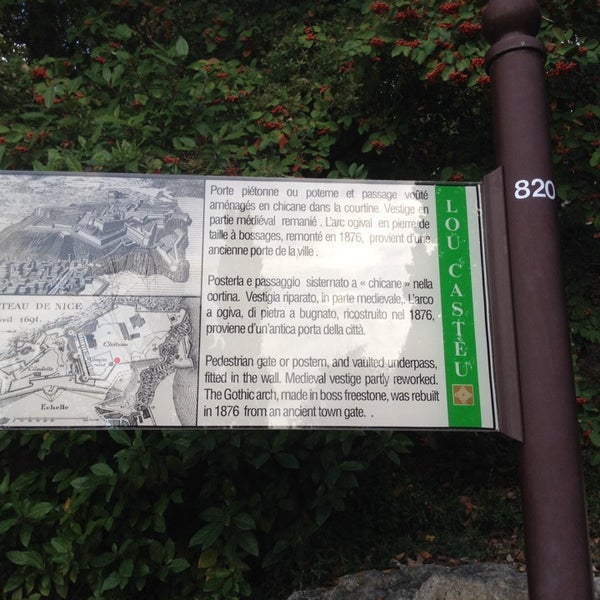 Porte piétonne ou poterne et passage voûté
aménagés en chicane dans la courtine. Vestige en
partie médiéval remanié . L'arc ogival en pierre de
taille à bossages, remonté en 1876, provient d'une
ancienne porte de la ville .
Posterla e passaggio sistemato a « chicane » nella
cortina. Vestigia riparato, in parte medievale,. L'arco
a ogiva, di pietra a bugnato, ricostruito nel 1876,
proviene d'un'antica porta della città.
Pedestrian gate or postern, and vaulted underpass,
fitted in the wall. Medieval vestige partly reworked.
The Gothic arch, made in boss freestone, was rebuilt
in 1876 from an ancient town gate. .
LOU CASTÈU
820
TEAU DE NICE
ril 1691.
Château
Citadelle
Echelle